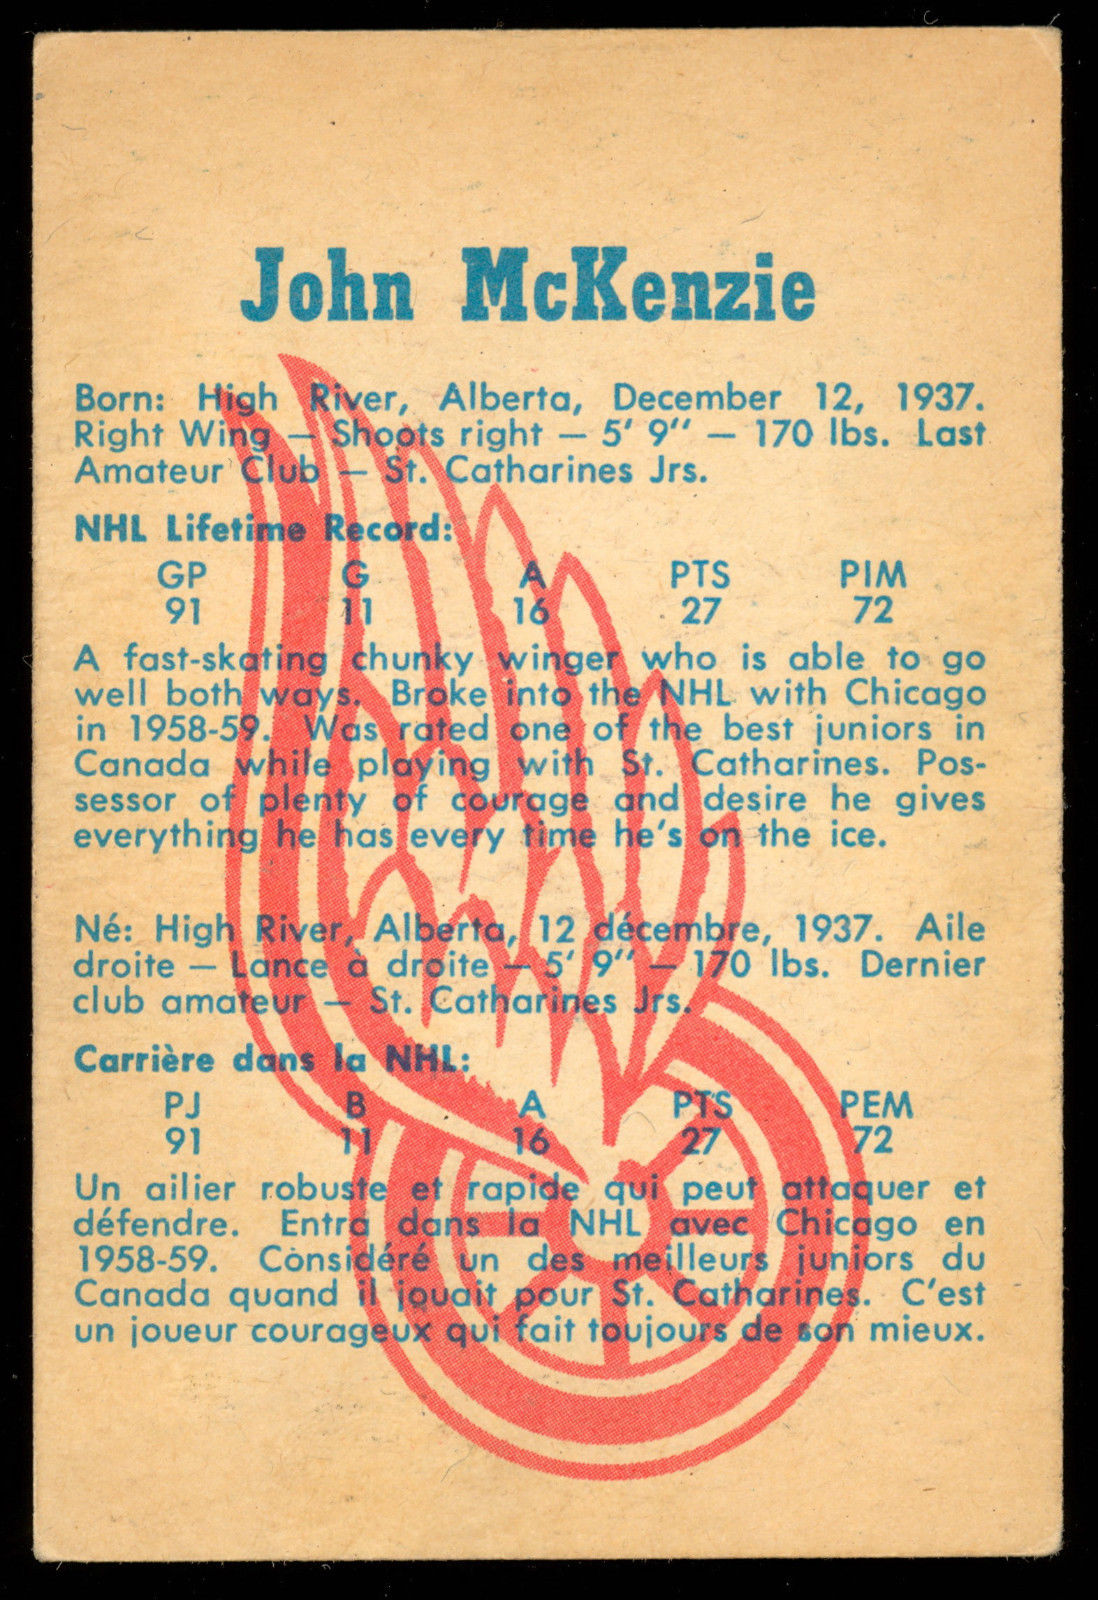 John McKenzie
Born: High River, Alberta, December 12, 1937.
Right Wing — Shoots right — 5' 9" — 170 lbs. Last
Amateur Club — St. Catharines Jrs.
NHL Lifetime Record:
GP G A PTS PIM
91 11 16 27 72
A fast-skating chunky winger who is able to go
well both ways. Broke into the NHL with Chicago
in 1958-59. Was rated one of the best juniors in
Canada while playing with St. Catharines. Pos-
sessor of plenty of courage and desire he gives
everything he has every time he's on the ice.
Né: High River, Alberta, 12 décembre, 1937. Aile
droite — Lance à droite — 5' 9" — 170 lbs. Dernier
club amateur — St. Catharines Jrs.
Carrière dans la NHL:
PJ B A PTS PEM
91 11 16 27 72
Un ailier robuste et rapide qui peut attaquer et
défendre. Entra dans la NHL avec Chicago en
1958-59. Considéré un des meilleurs juniors du
Canada quand il jouait pour St. Catharines. C'est
un joueur courageux qui fait toujours de son mieux.